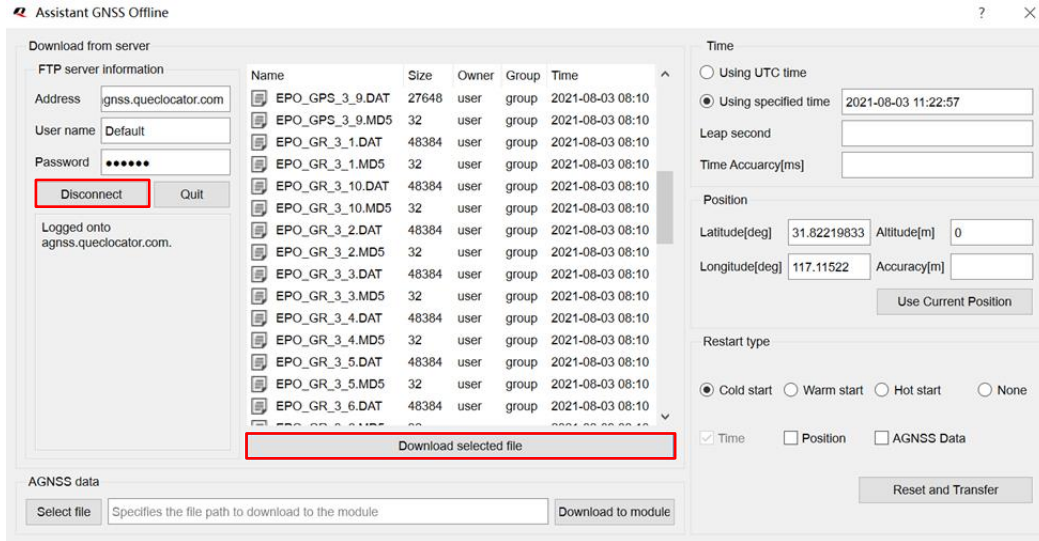 Assistant GNSS Offline
?
Download from server
FTP server information
Address gnss.queclocator.com
User name Default
Password ●●●●●●
Disconnect Quit
Logged onto
agnss.queclocator.com.
Name Size Owner Group Time
EPO_GPS_3_9.DAT 27648 user group 2021-08-03 08:10
EPO_GPS_3_9.MD5 32 user group 2021-08-03 08:10
EPO_GR_3_1.DAT 48384 user group 2021-08-03 08:10
EPO_GR_3_1.MD5 32 user group 2021-08-03 08:10
EPO_GR_3_10.DAT 48384 user group 2021-08-03 08:10
EPO_GR_3_10.MD5 32 user group 2021-08-03 08:10
EPO_GR_3_2.DAT 48384 user group 2021-08-03 08:10
EPO_GR_3_2.MD5 32 user group 2021-08-03 08:10
EPO_GR_3_3.DAT 48384 user group 2021-08-03 08:10
EPO_GR_3_3.MD5 32 user group 2021-08-03 08:10
EPO_GR_3_4.DAT 48384 user group 2021-08-03 08:10
EPO_GR_3_4.MD5 32 user group 2021-08-03 08:10
EPO_GR_3_5.DAT 48384 user group 2021-08-03 08:10
EPO_GR_3_5.MD5 32 user group 2021-08-03 08:10
EPO_GR_3_6.DAT 48384 user group 2021-08-03 08:10
Download selected file
AGNSS data
Select file Specifies the file path to download to the module Download to module
Time
Using UTC time
Using specified time 2021-08-03 11:22:57
Leap second
Time Accuarcy[ms]
Position
Latitude[deg] 31.82219833 Altitude[m] 0
Longitude[deg] 117.11522 Accuracy[m]
Use Current Position
Restart type
Cold start Warm start Hot start None
Time Position AGNSS Data
Reset and Transfer